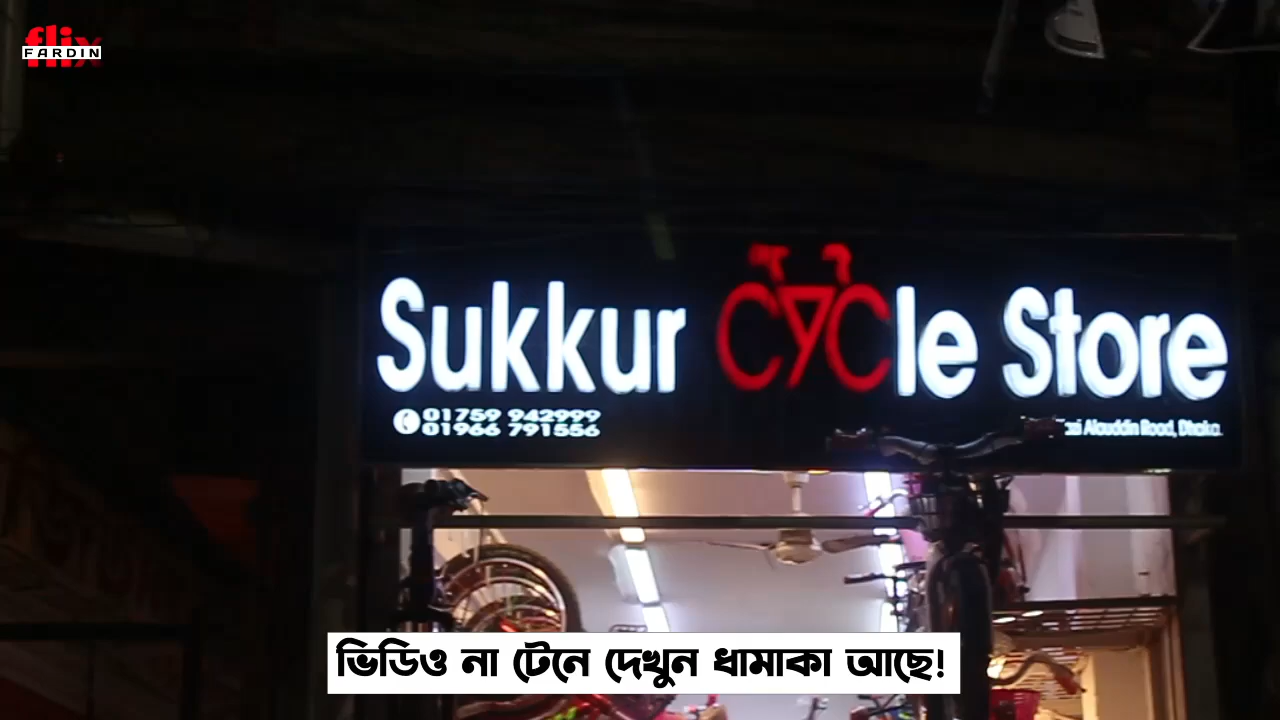 flix
FARDIN
Sukkur Cycle Store
01759 942999
01966 791556
Alauddin Road, Dhaka.
ভিডিও না টেনে দেখুন ধামাকা আছে!